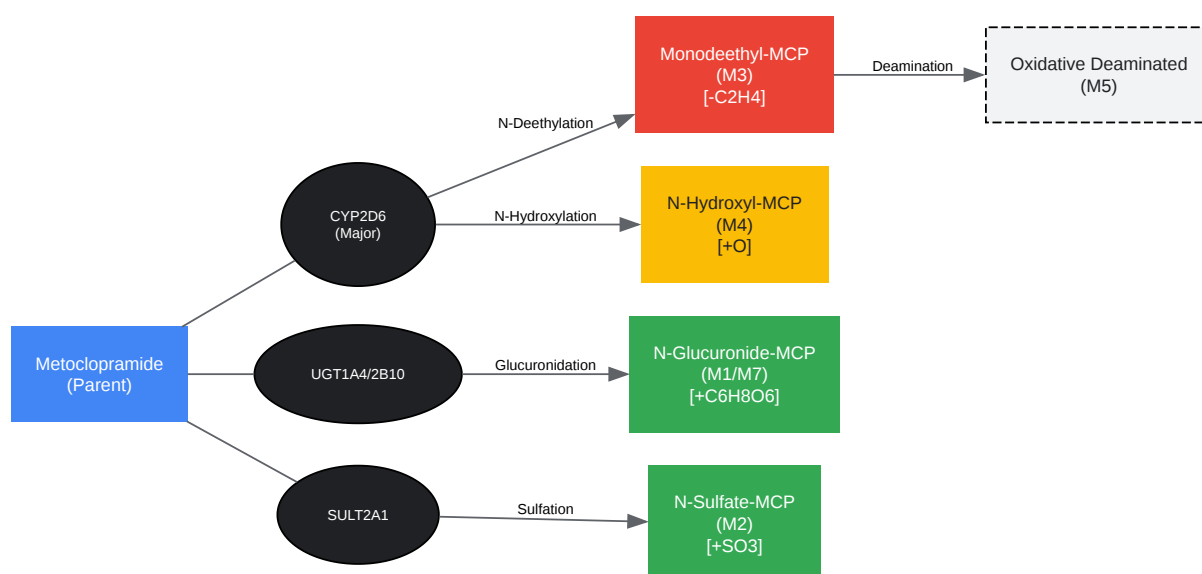 Monodeethyl-MCP
(M3)
[-C2H4]
Deamination
Oxidative Deaminated
(M5)
N-Deethylation
CYP2D6
(Major)
N-Hydroxylation
N-Hydroxyl-MCP
(M4)
[+O]
Metoclopramide
(Parent)
UGT1A4/2B10
Glucuronidation
N-Glucuronide-MCP
(M1/M7)
[+C6H8O6]
SULT2A1
Sulfation
N-Sulfate-MCP
(M2)
[+SO3]